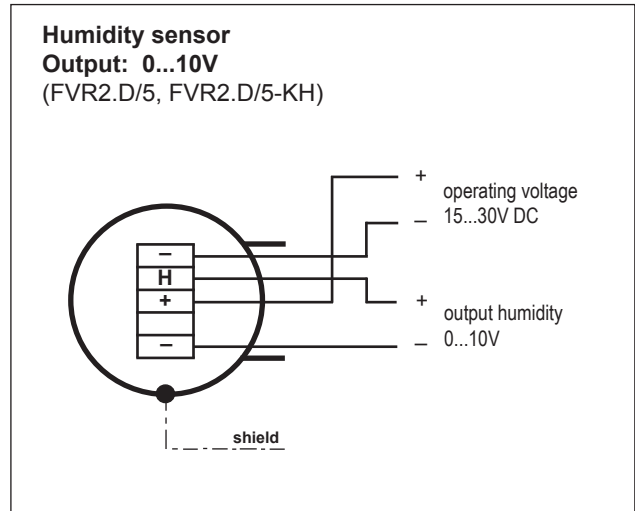 Humidity sensor
Output: 0...10V
(FVR2.D/5, FVR2.D/5-KH)
+
operating voltage
– 15...30V DC
–
H
+
–
+
output humidity
– 0...10V
shield